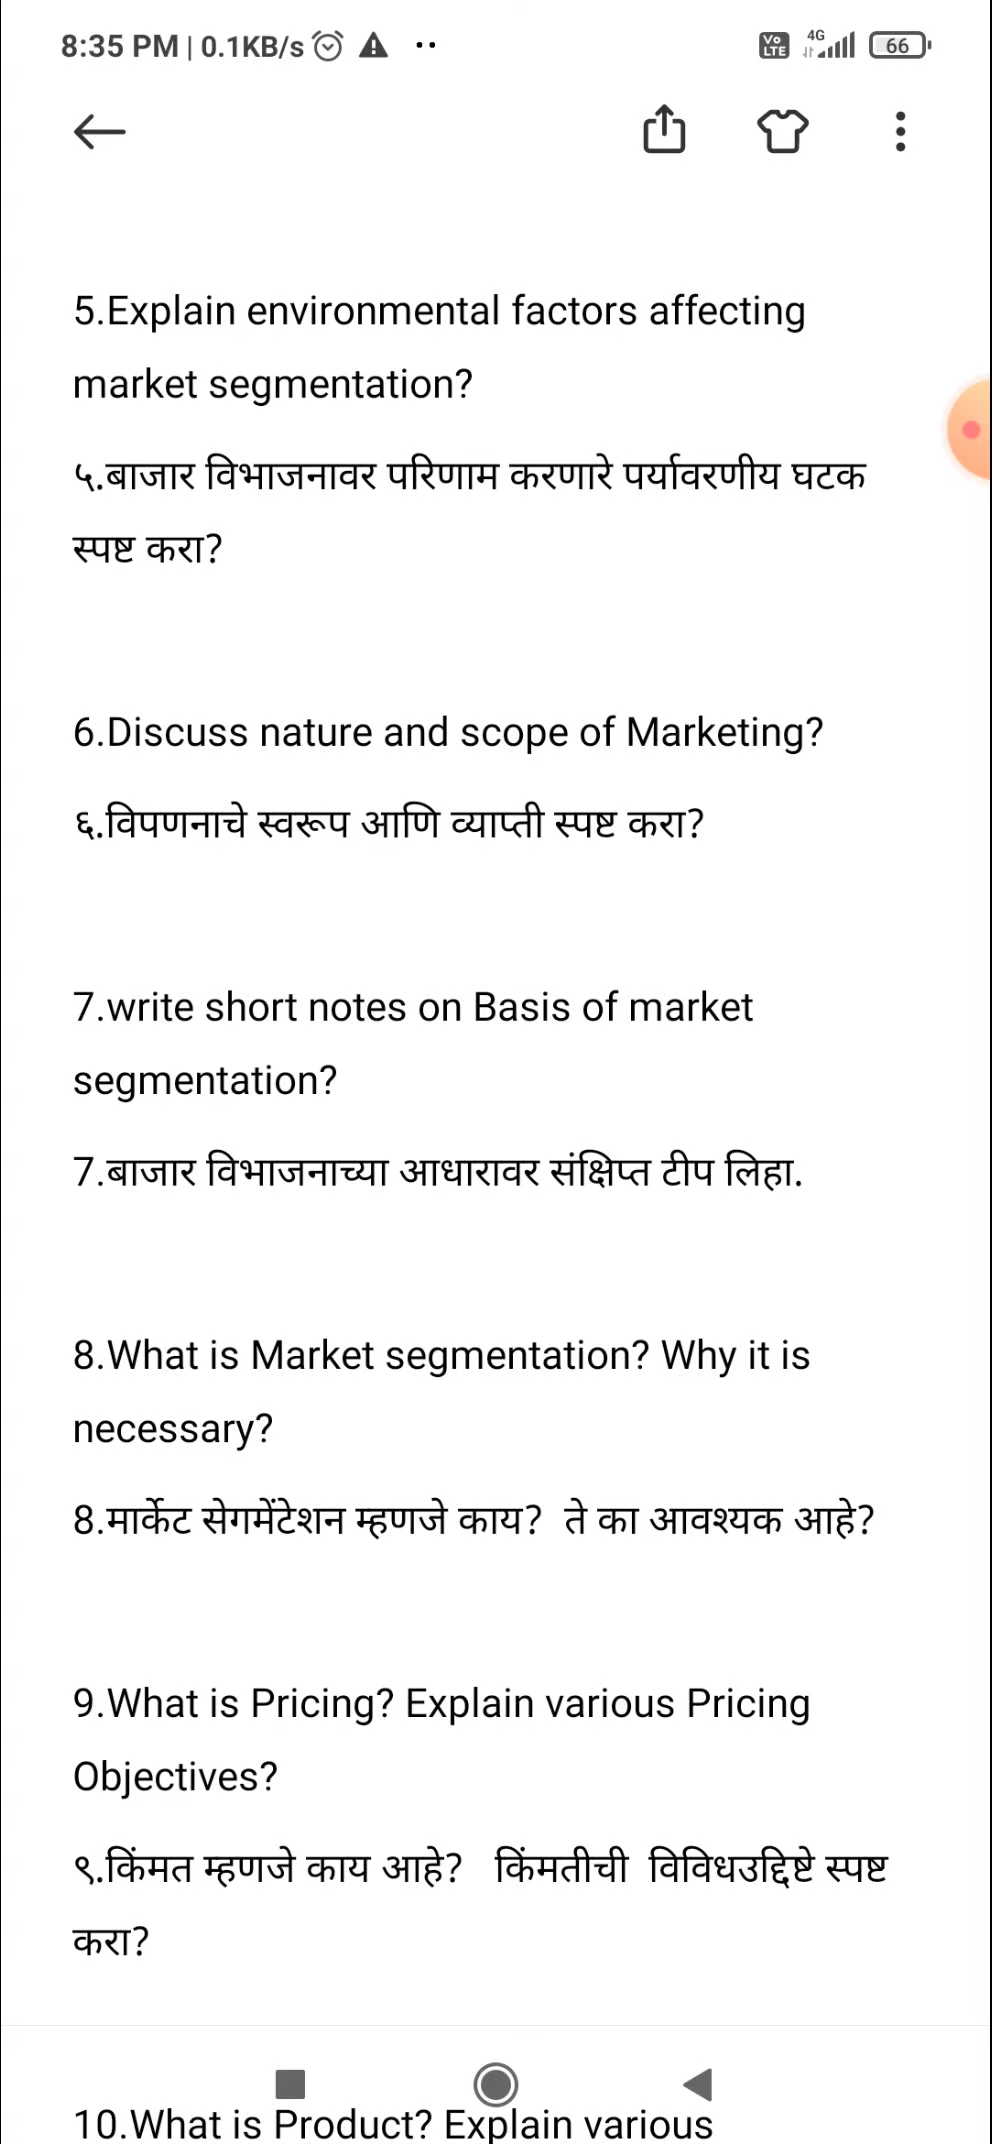 8:35 PM | 0.1KB/s
Vo LTE 4G 66
5.Explain environmental factors affecting
market segmentation?
५.बाजार विभाजनावर परिणाम करणारे पर्यावरणीय घटक
स्पष्ट करा?
6.Discuss nature and scope of Marketing?
६.विपणनाचे स्वरूप आणि व्याप्ती स्पष्ट करा?
7.write short notes on Basis of market
segmentation?
7.बाजार विभाजनाच्या आधारावर संक्षिप्त टीप लिहा.
8.What is Market segmentation? Why it is
necessary?
8.मार्केट सेगमेंटेशन म्हणजे काय? ते का आवश्यक आहे?
9.What is Pricing? Explain various Pricing
Objectives?
९.किंमत म्हणजे काय आहे? किंमतीची विविधउद्दिष्टे स्पष्ट
करा?
10.What is Product? Explain various